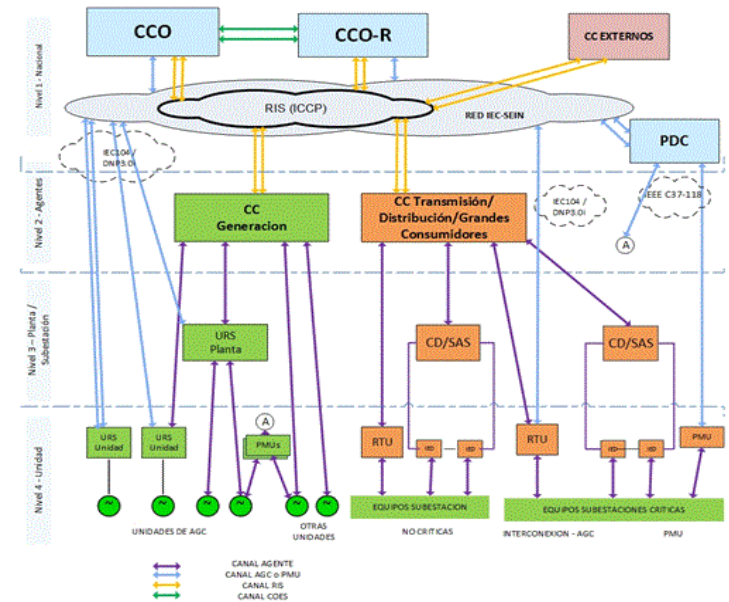 CCO
CCO-R
CC EXTERNOS
Nivel 1 - Nacional
RIS (ICCP)
RED IEC-SEIN
PDC
IEC104 /
DNP3.0i
IEC104 /
DNP3.0i
IEEE C37-118
Nivel 2 - Agentes
CC
Generacion
CC Transmisión/
Distribución/Grandes
Consumidores
A
Nivel 3 – Planta /
Subestación
URS
Planta
CD/SAS
CD/SAS
Nivel 4 - Unidad
URS
Unidad
URS
Unidad
A
PMUs
RTU
IED
IED
RTU
IED
IED
PMU
~
~
~
~
~
~
EQUIPOS SUBESTACION
EQUIPOS SUBESTACIONES CRITICAS
UNIDADES DE AGC
OTRAS
UNIDADES
NO CRITICAS
INTERCONEXION - AGC
PMU
CANAL AGENTE
CANAL AGC o PMU
CANAL RIS
CANAL COES